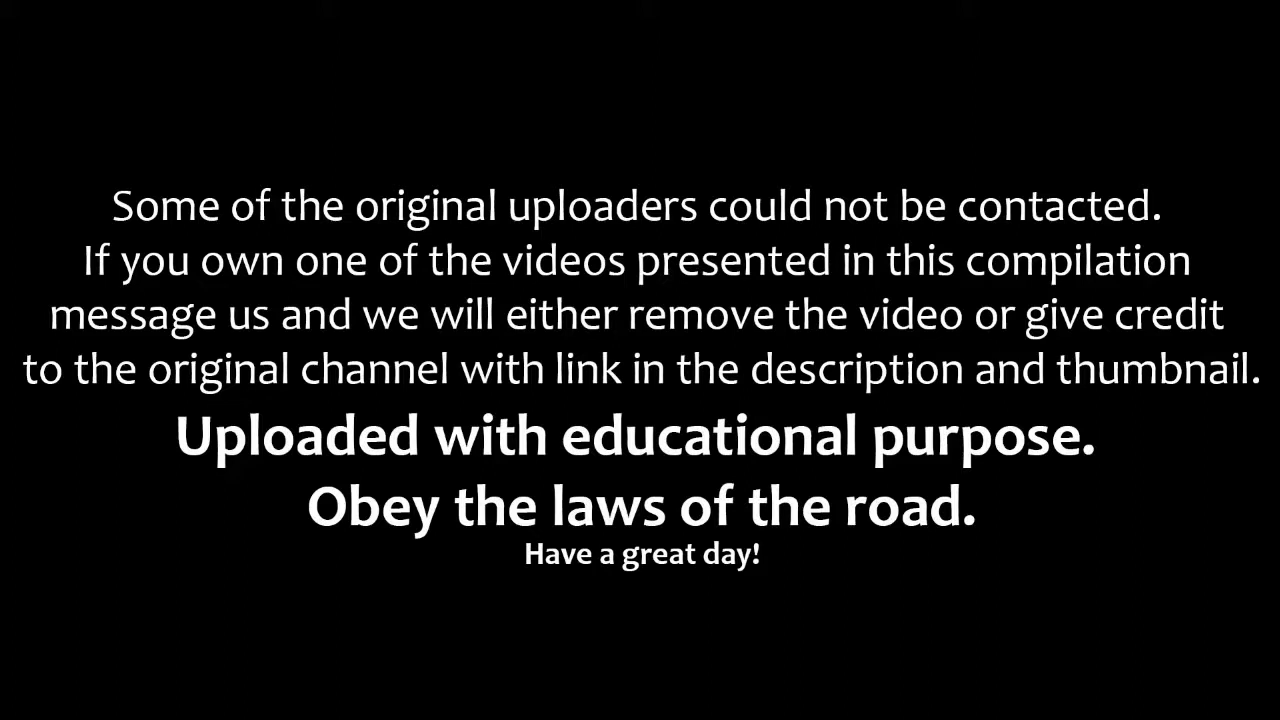 Some of the original uploaders could not be contacted.
If you own one of the videos presented in this compilation
message us and we will either remove the video or give credit
to the original channel with link in the description and thumbnail.
Uploaded with educational purpose.
Obey the laws of the road.
Have a great day!